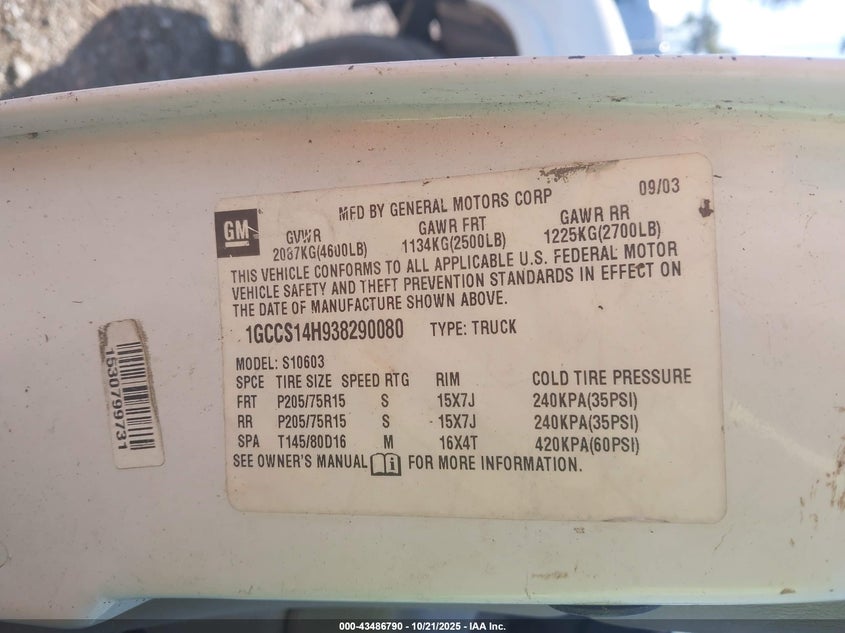 MFD BY GENERAL MOTORS CORP 09/03
GM
GVWR GAWR FRT GAWR RR
2087KG(4600LB) 1134KG(2500LB) 1225KG(2700LB)
THIS VEHICLE CONFORMS TO ALL APPLICABLE U.S. FEDERAL MOTOR
VEHICLE SAFETY AND THEFT PREVENTION STANDARDS IN EFFECT ON
THE DATE OF MANUFACTURE SHOWN ABOVE.
1GCCS14H938290080 TYPE: TRUCK
MODEL: S10603
SPCE TIRE SIZE SPEED RTG RIM COLD TIRE PRESSURE
FRT P205/75R15 S 15X7J 240KPA(35PSI)
RR P205/75R15 S 15X7J 240KPA(35PSI)
SPA T145/80D16 M 16X4T 420KPA(60PSI)
SEE OWNER'S MANUAL FOR MORE INFORMATION.
1530799731
000-43486790 - 10/21/2025 - IAA, Inc.